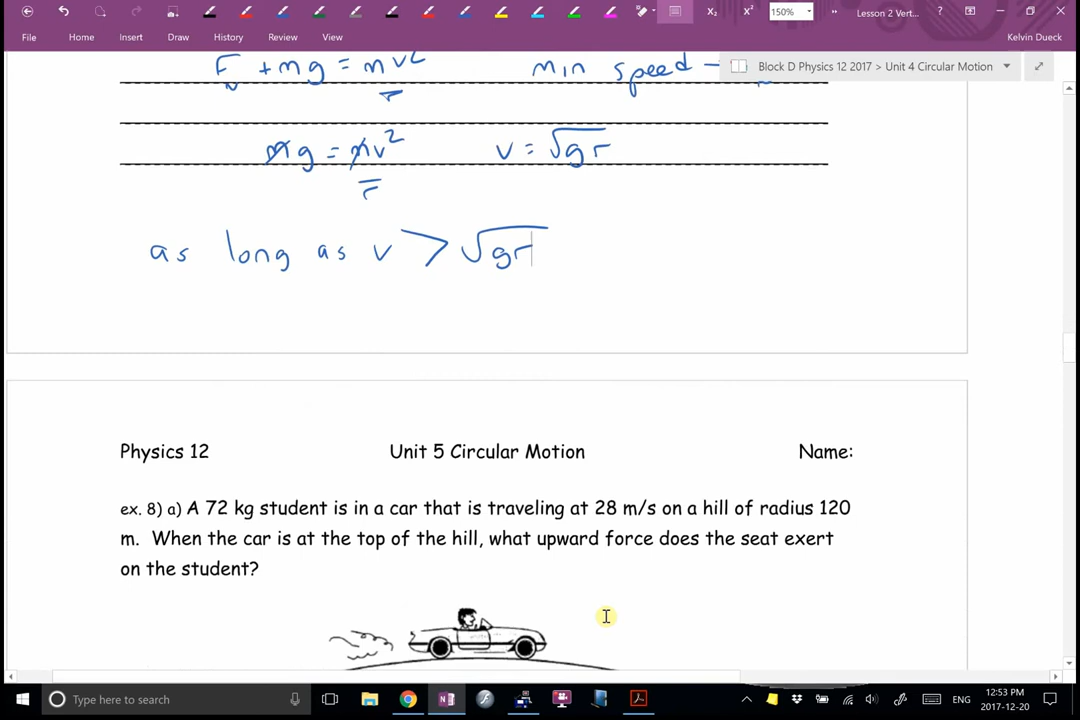 150%
Lesson 2 Vert...
File Home Insert Draw History Review View
Kelvin Dueck
Block D Physics 12 2017 > Unit 4 Circular Motion
F + mg = mv²
r
min speed –
mg = mv²
r
v = √gr
as long as v > √gr
Physics 12 Unit 5 Circular Motion Name:
ex. 8) a) A 72 kg student is in a car that is traveling at 28 m/s on a hill of radius 120
m. When the car is at the top of the hill, what upward force does the seat exert
on the student?
Type here to search
ENG
12:53 PM
2017-12-20